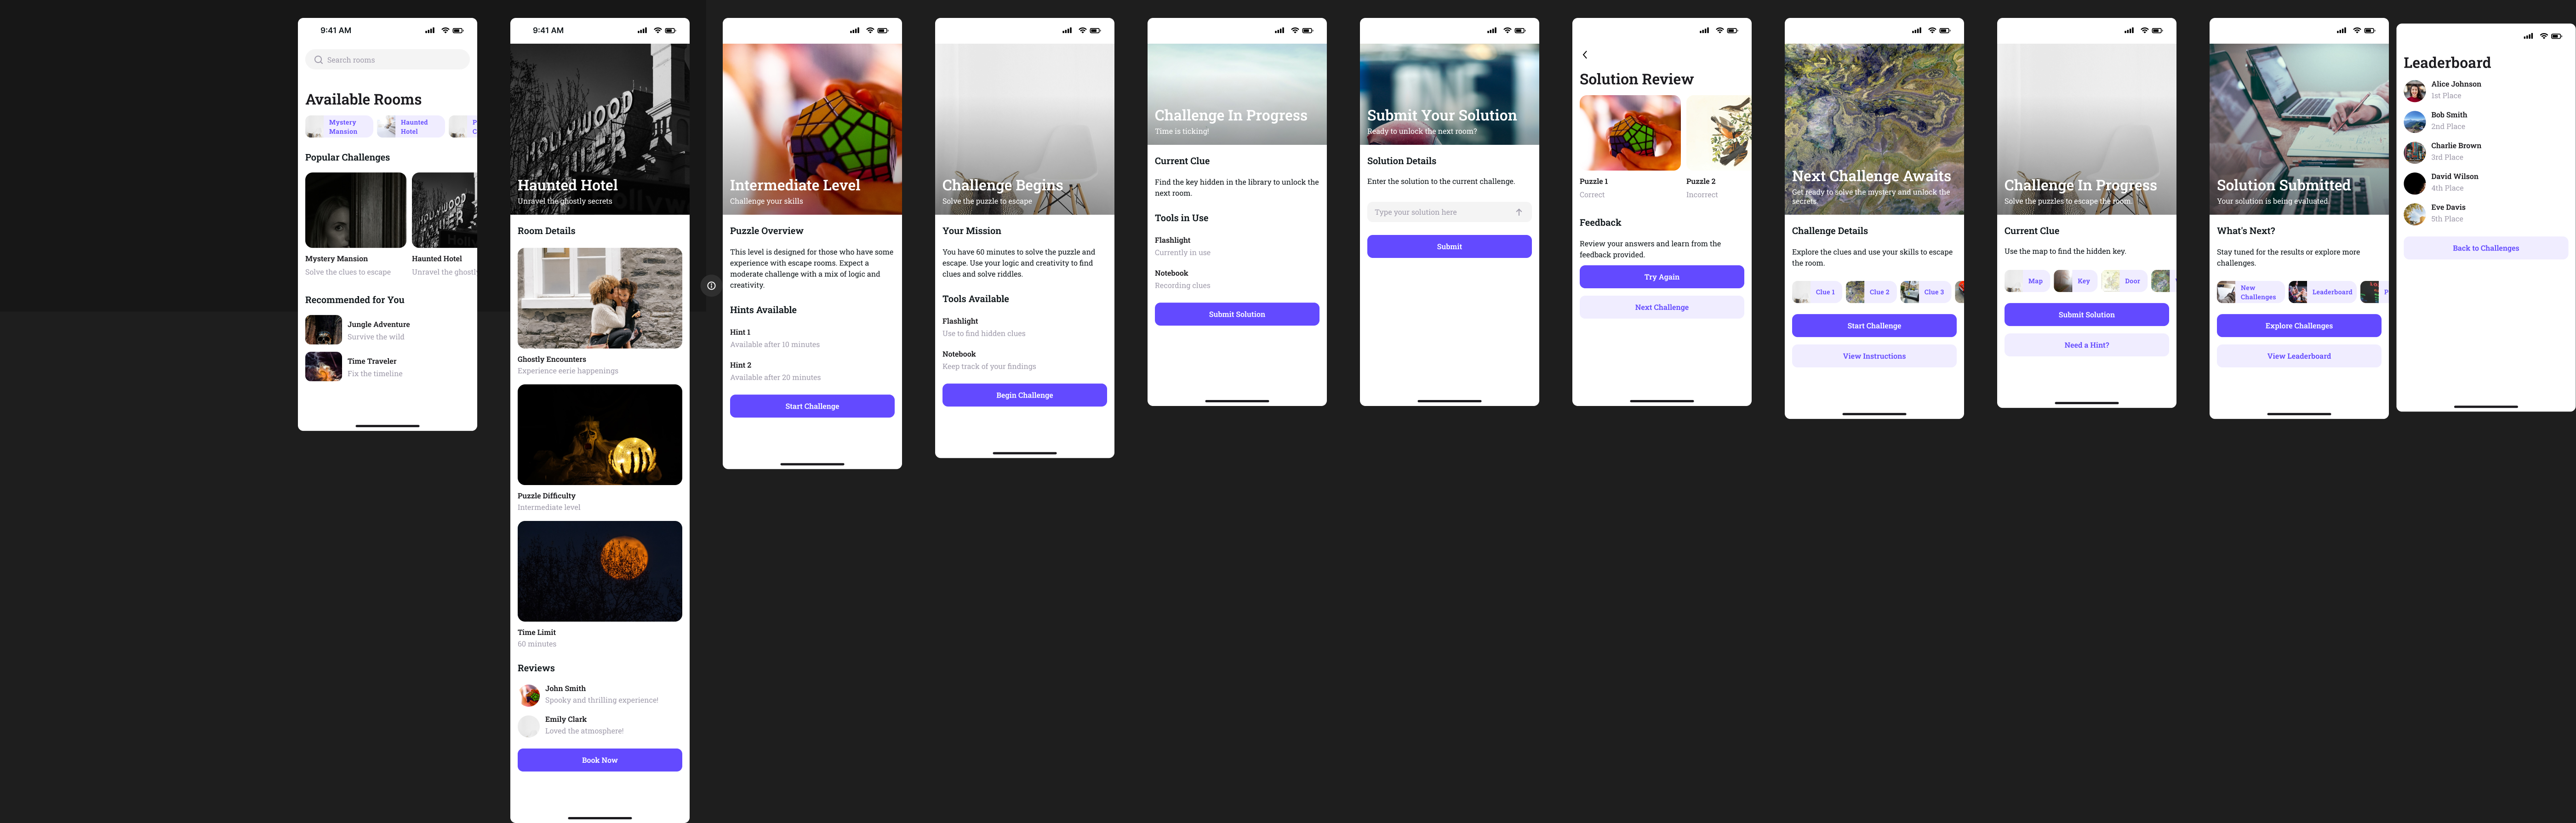 9:41 AM
Search rooms
Available Rooms
Mystery
Mansion
Haunted
Hotel
P
C
Popular Challenges
Mystery Mansion
Solve the clues to escape
Haunted Hotel
Unravel the ghostly
Recommended for You
Jungle Adventure
Survive the wild
Time Traveler
Fix the timeline
9:41 AM
HOLLYWOOD
TOWER
Haunted Hotel
Unravel the ghostly secrets
Room Details
Ghostly Encounters
Experience eerie happenings
Puzzle Difficulty
Intermediate level
Time Limit
60 minutes
Reviews
John Smith
Spooky and thrilling experience!
Emily Clark
Loved the atmosphere!
Book Now
Intermediate Level
Challenge your skills
Puzzle Overview
This level is designed for those who have some
experience with escape rooms. Expect a
moderate challenge with a mix of logic and
creativity.
Hints Available
Hint 1
Available after 10 minutes
Hint 2
Available after 20 minutes
Start Challenge
Challenge Begins
Solve the puzzle to escape
Your Mission
You have 60 minutes to solve the puzzle and
escape. Use your logic and creativity to find
clues and solve riddles.
Tools Available
Flashlight
Use to find hidden clues
Notebook
Keep track of your findings
Begin Challenge
Challenge In Progress
Time is ticking!
Current Clue
Find the key hidden in the library to unlock the
next room.
Tools in Use
Flashlight
Currently in use
Notebook
Recording clues
Submit Solution
Submit Your Solution
Ready to unlock the next room?
Solution Details
Enter the solution to the current challenge.
Type your solution here
Submit
Solution Review
Puzzle 1
Correct
Puzzle 2
Incorrect
Feedback
Review your answers and learn from the
feedback provided.
Try Again
Next Challenge
Next Challenge Awaits
Get ready to solve the mystery and unlock the
secrets.
Challenge Details
Explore the clues and use your skills to escape
the room.
Clue 1
Clue 2
Clue 3
Start Challenge
View Instructions
Challenge In Progress
Solve the puzzles to escape the room.
Current Clue
Use the map to find the hidden key.
Map
Key
Door
Submit Solution
Need a Hint?
Solution Submitted
Your solution is being evaluated.
What's Next?
Stay tuned for the results or explore more
challenges.
New
Challenges
Leaderboard
P
Explore Challenges
View Leaderboard
Leaderboard
Alice Johnson
1st Place
Bob Smith
2nd Place
Charlie Brown
3rd Place
David Wilson
4th Place
Eve Davis
5th Place
Back to Challenges